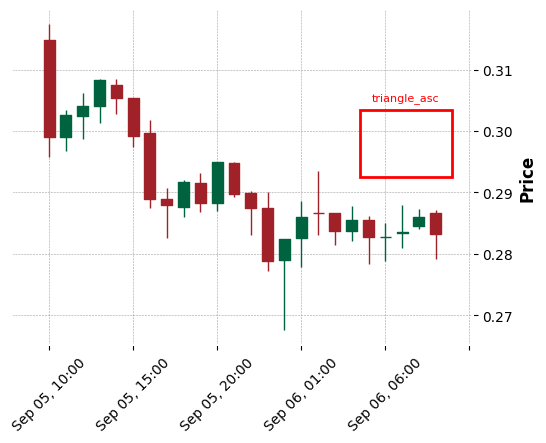 triangle_asc
0.31
0.30
0.29
0.28
0.27
Price
Sep 05, 10:00
Sep 05, 15:00
Sep 05, 20:00
Sep 06, 01:00
Sep 06, 06:00